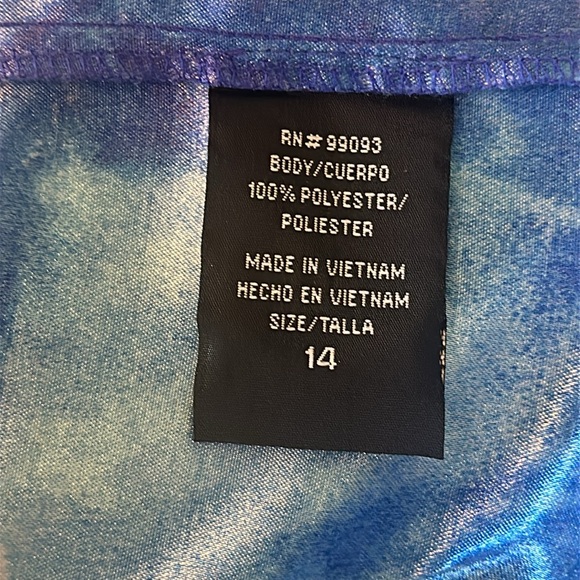 RN# 99093
BODY/CUERPO
100% POLYESTER/
POLIESTER
MADE IN VIETNAM
HECHO EN VIETNAM
SIZE/TALLA
14